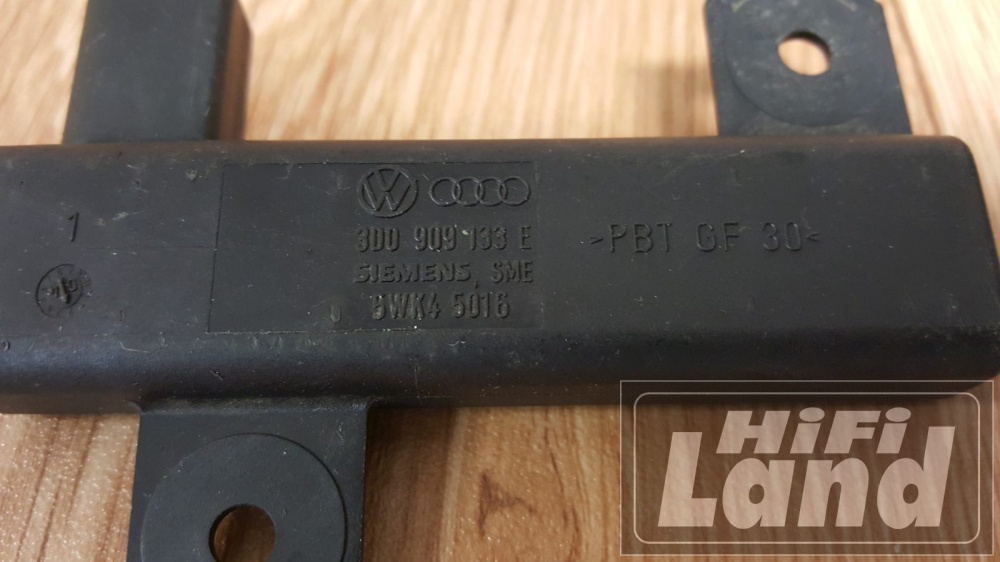 1
3D0 909 133 E
SIEMENS, SME
5WK4 5016
>PBT GF 30<
HiFi
Land